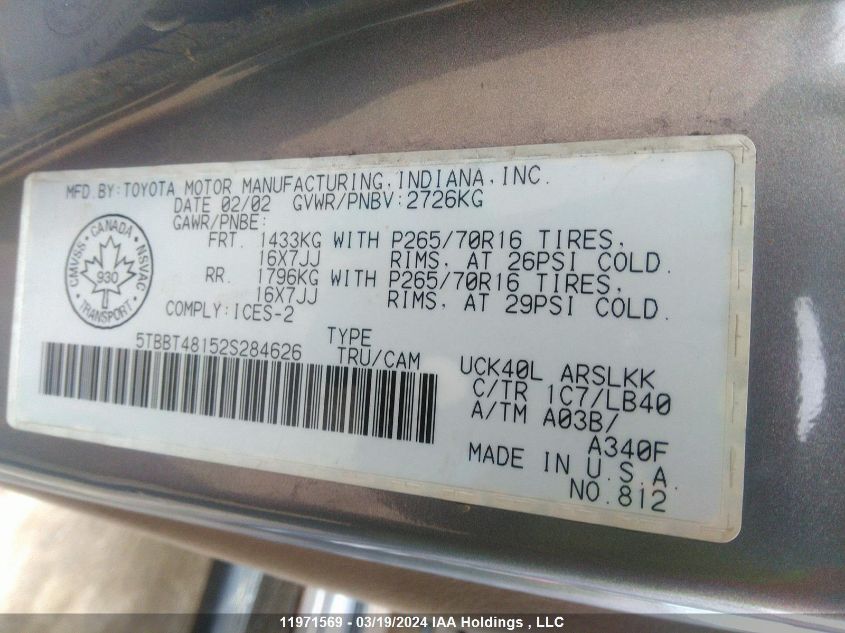 MFD.BY:TOYOTA MOTOR MANUFACTURING,INDIANA,INC.
DATE 02/02 GVWR/PNBV:2726KG
GAWR/PNBE:
FRT. 1433KG WITH P265/70R16 TIRES,
16X7JJ RIMS, AT 26PSI COLD.
RR. 1796KG WITH P265/70R16 TIRES,
16X7JJ RIMS, AT 29PSI COLD.
COMPLY:ICES-2
CMVSS · CANADA · NSVAC
930
TRANSPORT
5TBBT48152S284626 TYPE
TRU/CAM
UCK40L ARSLKK
C/TR 1C7/LB40
A/TM A03B/
A340F
MADE IN U.S.A.
NO.812
11971569 - 03/19/2024 IAA Holdings , LLC